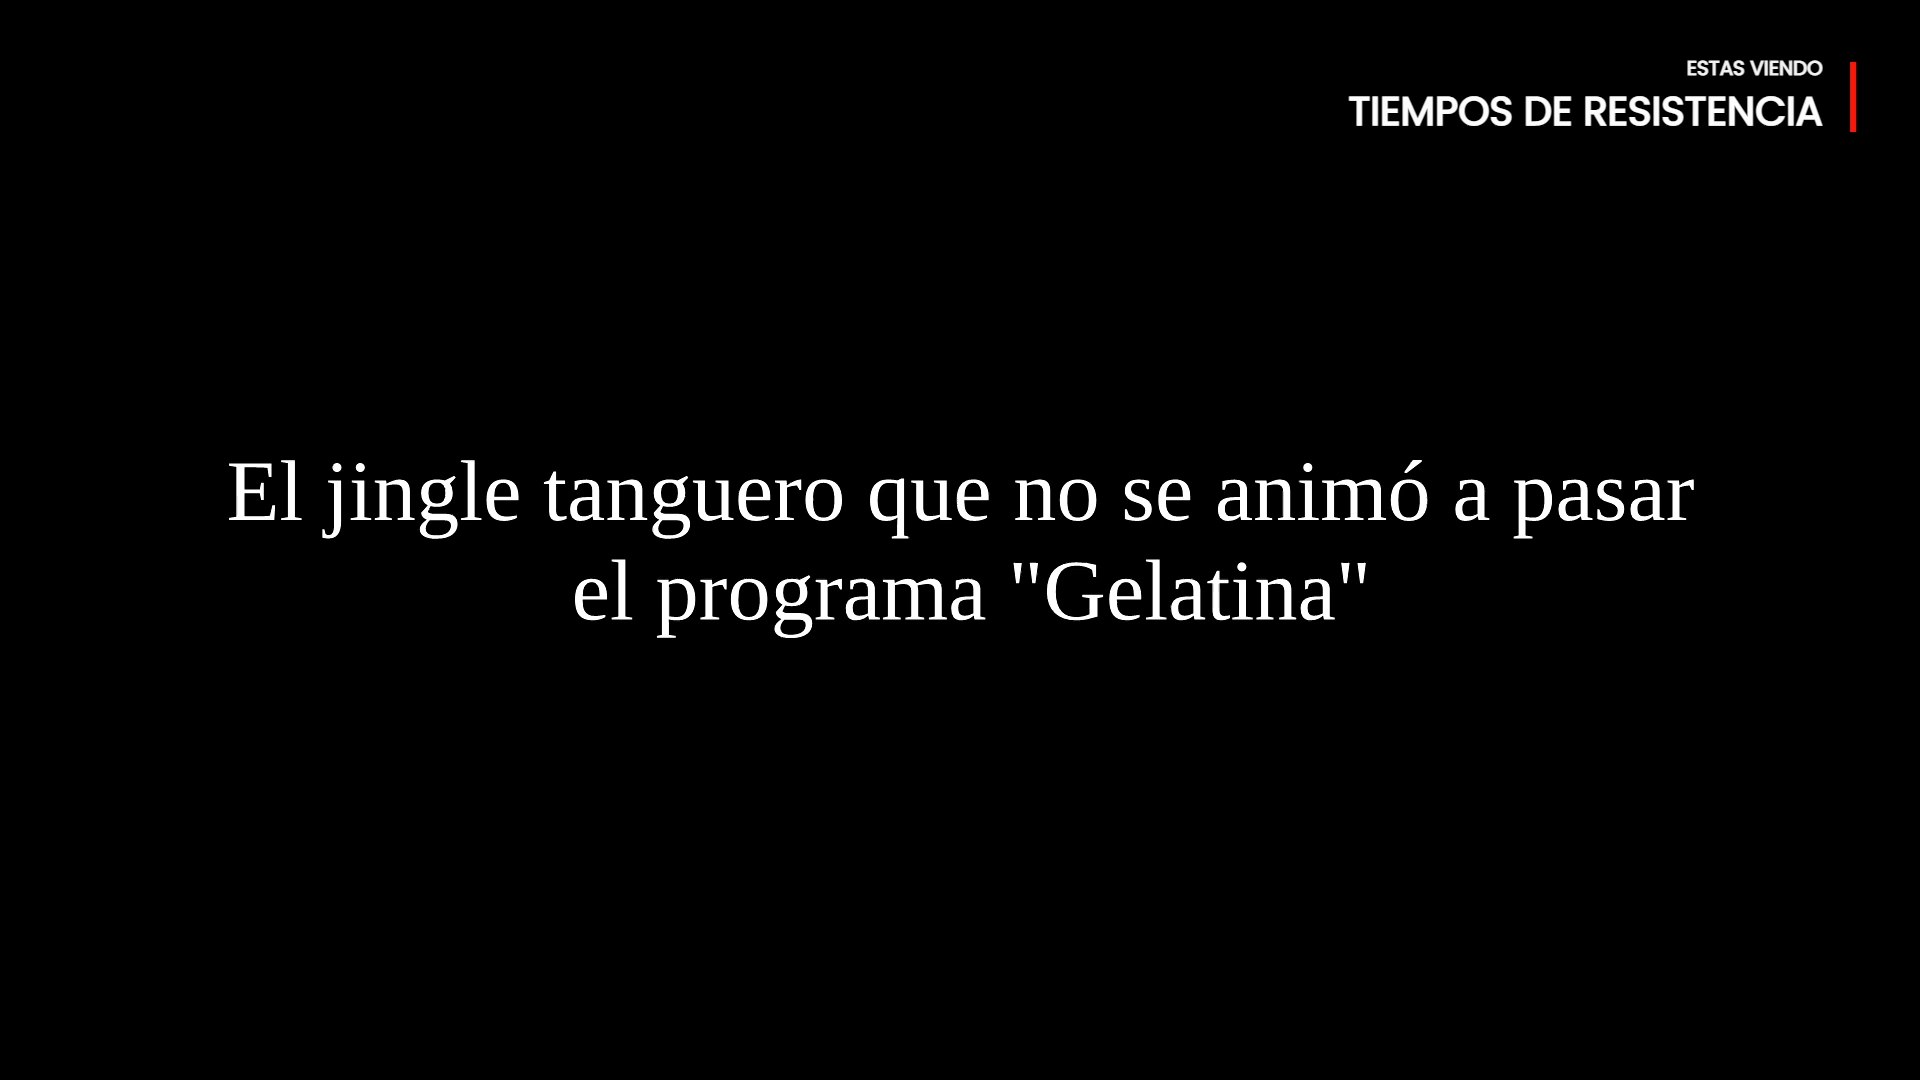 ESTAS VIENDO
TIEMPOS DE RESISTENCIA
El jingle tanguero que no se animó a pasar
el programa "Gelatina"